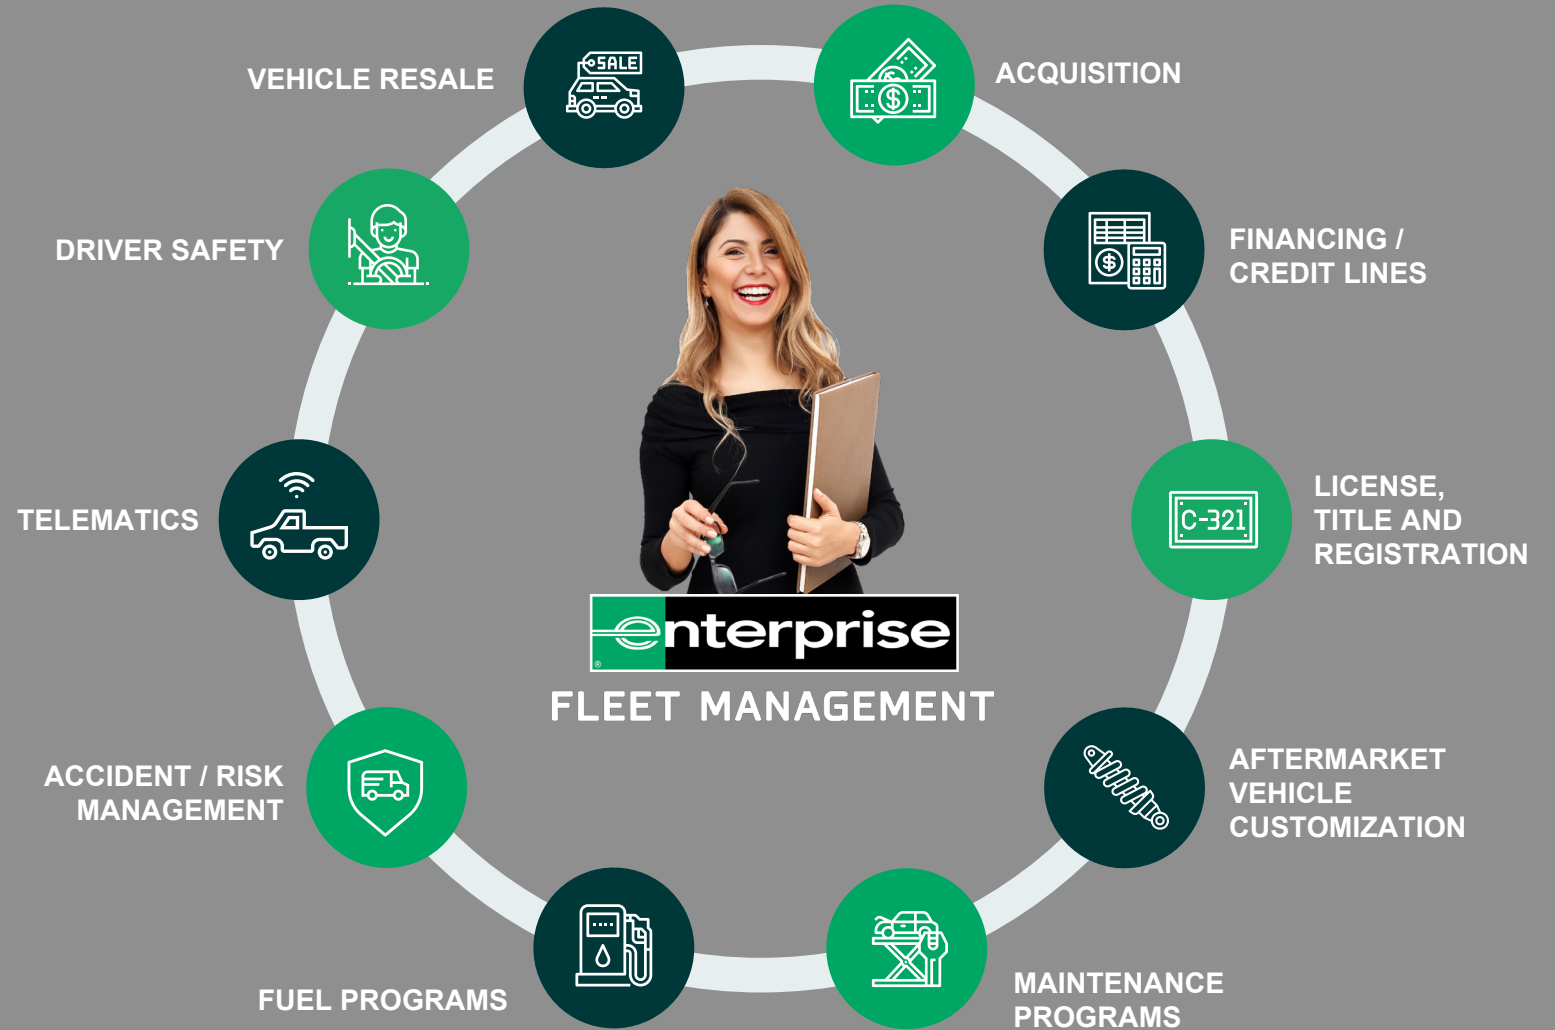 VEHICLE RESALE
SALE
ACQUISITION
FINANCING /
CREDIT LINES
LICENSE,
TITLE AND
REGISTRATION
C-321
AFTERMARKET
VEHICLE
CUSTOMIZATION
MAINTENANCE
PROGRAMS
FUEL PROGRAMS
ACCIDENT / RISK
MANAGEMENT
TELEMATICS
DRIVER SAFETY
enterprise
®
FLEET MANAGEMENT